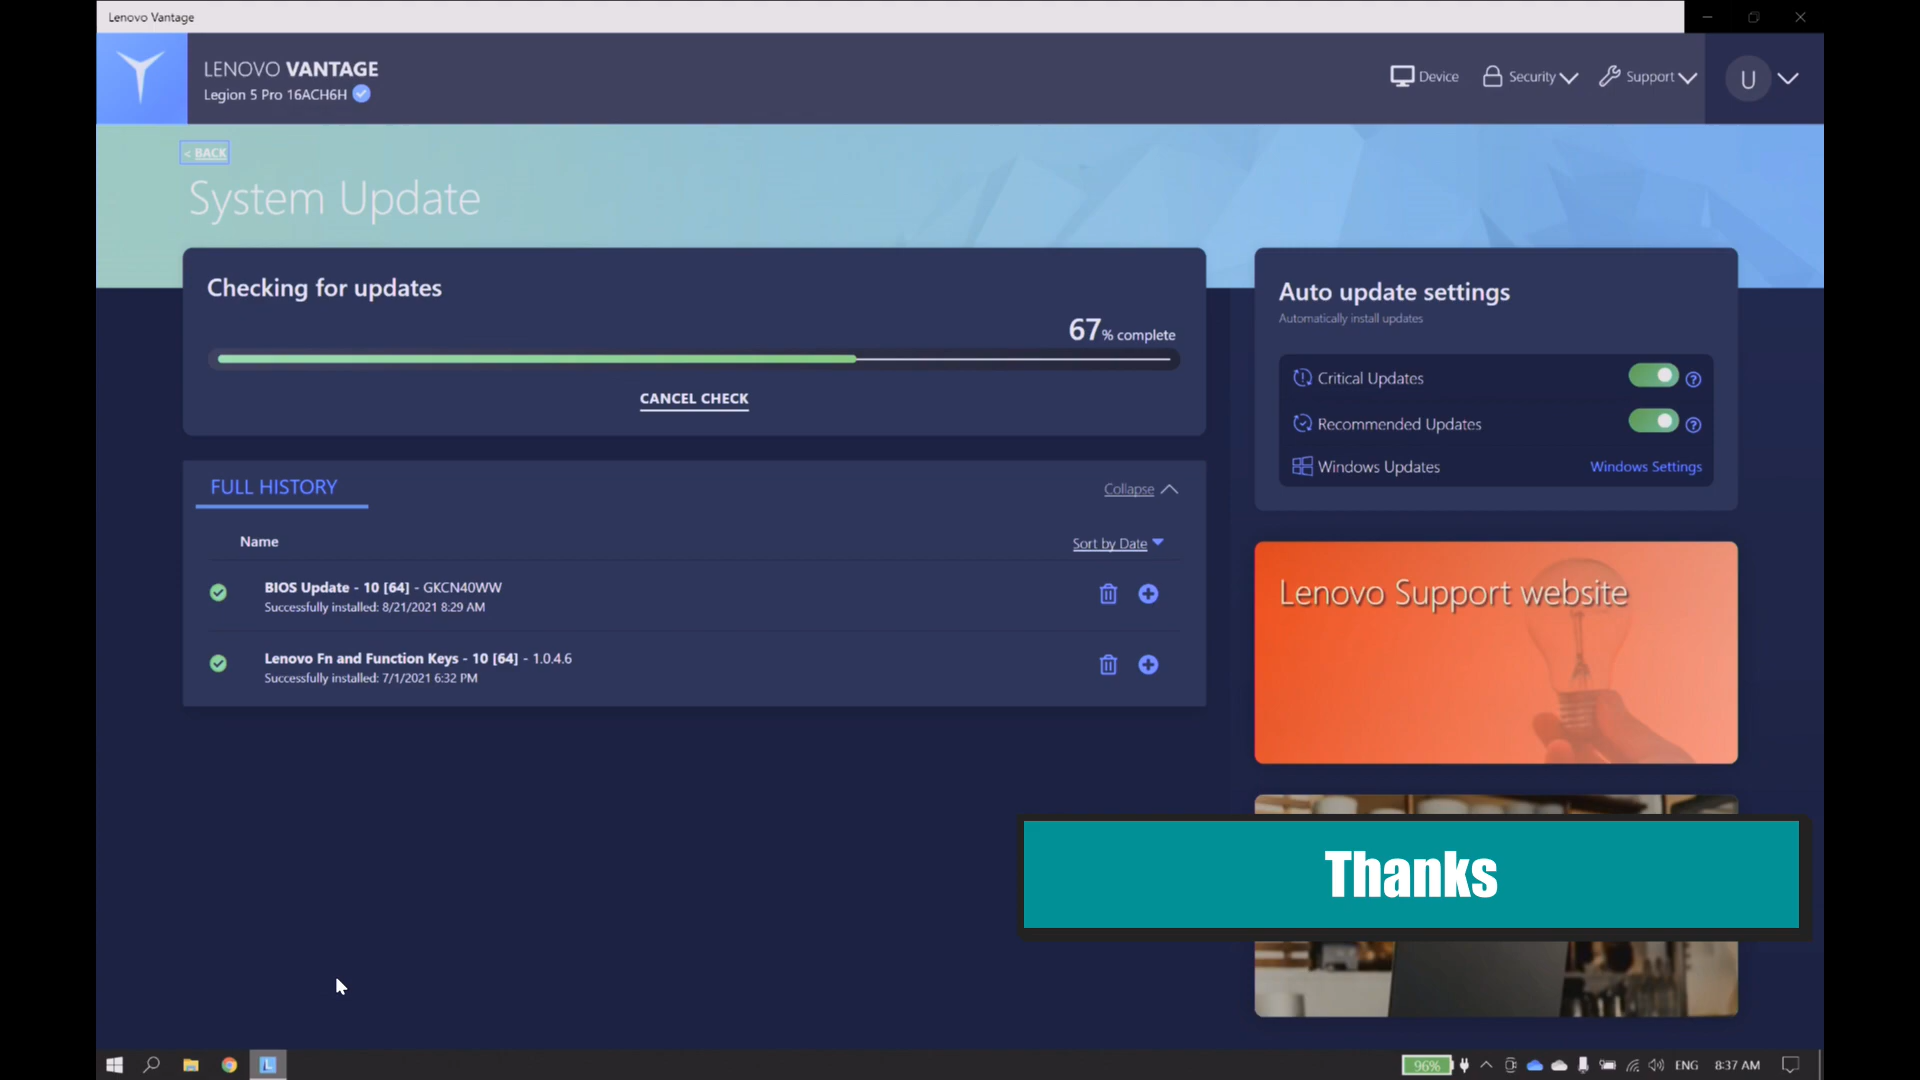 Lenovo Vantage
LENOVO VANTAGE
Legion 5 Pro 16ACH6H
Device
Security
Support
U
< BACK
System Update
Checking for updates
67% complete
CANCEL CHECK
FULL HISTORY
Collapse
Name
Sort by Date
BIOS Update - 10 [64] - GKCN40WW
Successfully installed: 8/21/2021 8:29 AM
Lenovo Fn and Function Keys - 10 [64] - 1.0.4.6
Successfully installed: 7/1/2021 6:32 PM
Auto update settings
Automatically install updates
Critical Updates
?
Recommended Updates
?
Windows Updates
Windows Settings
Lenovo Support website
Thanks
L
96%
ENG
8:37 AM